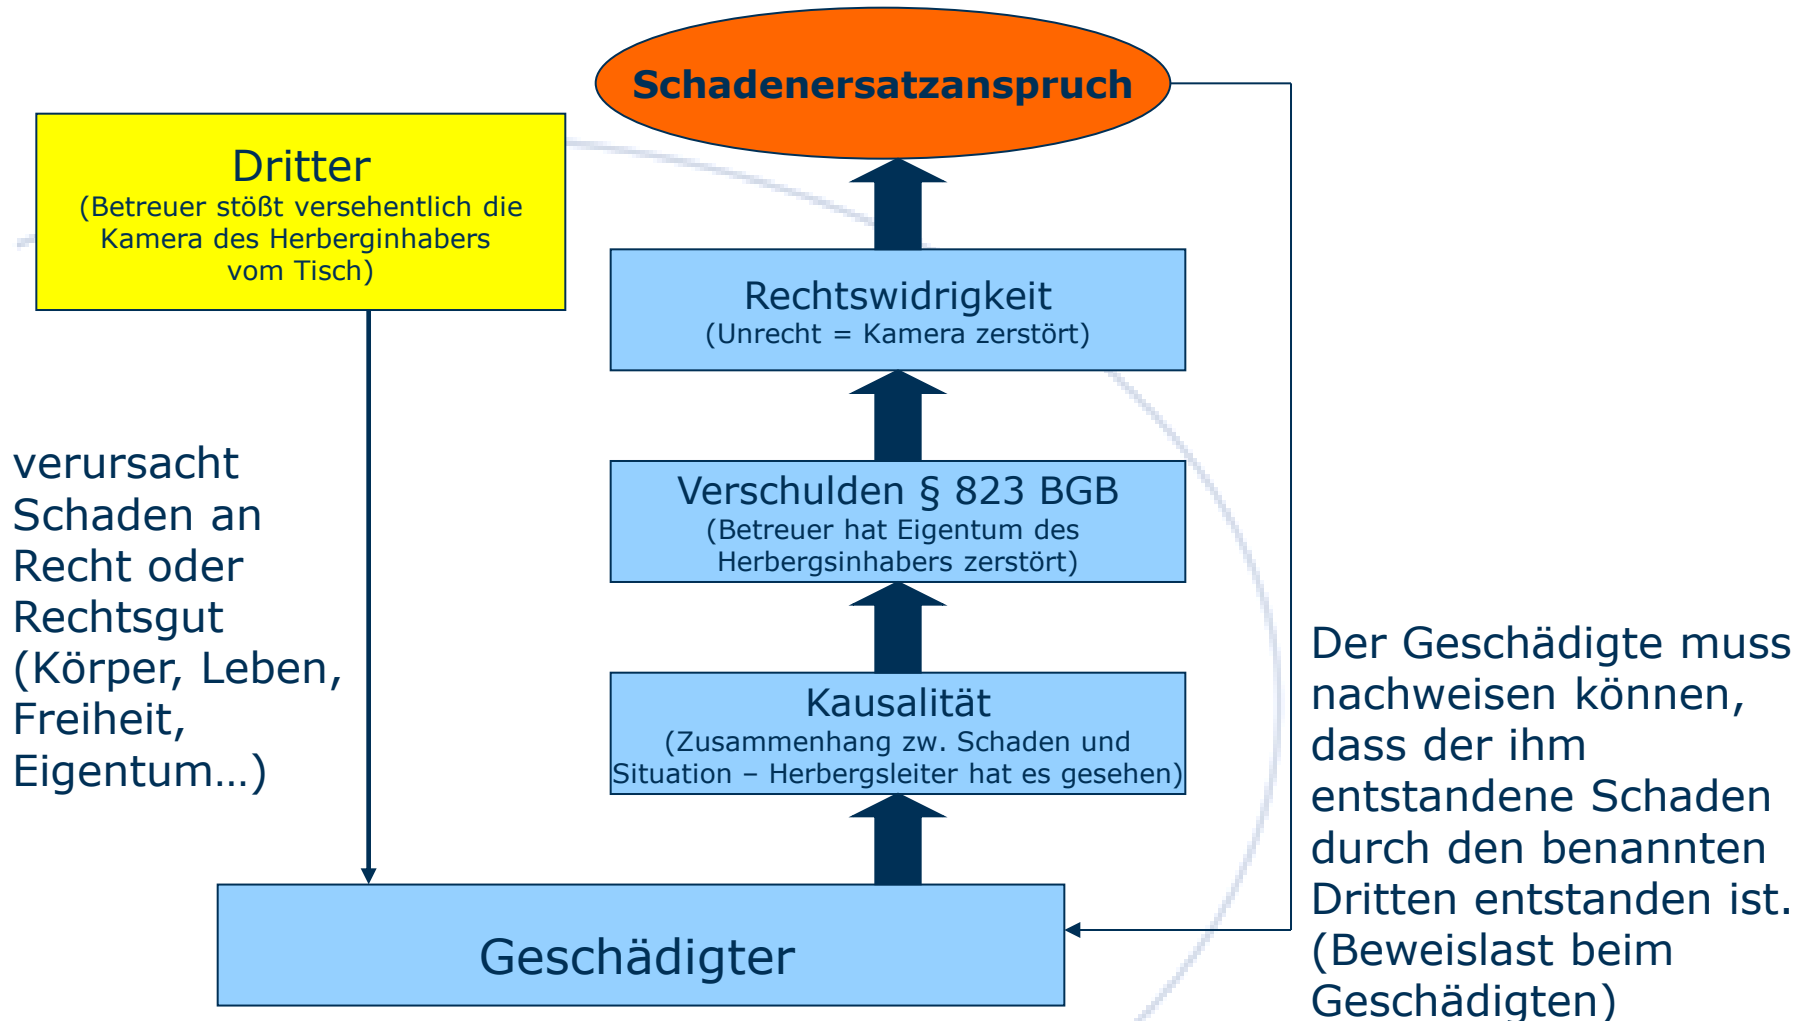 Schadenersatzanspruch
Dritter
(Betreuer stößt versehentlich die
Kamera des Herberginhabers
vom Tisch)
Rechtswidrigkeit
(Unrecht = Kamera zerstört)
verursacht
Schaden an
Recht oder
Rechtsgut
(Körper, Leben,
Freiheit,
Eigentum…)
Verschulden § 823 BGB
(Betreuer hat Eigentum des
Herbergsinhabers zerstört)
Kausalität
(Zusammenhang zw. Schaden und
Situation – Herbergsleiter hat es gesehen)
Der Geschädigte muss
nachweisen können,
dass der ihm
entstandene Schaden
durch den benannten
Dritten entstanden ist.
(Beweislast beim
Geschädigten)
Geschädigter